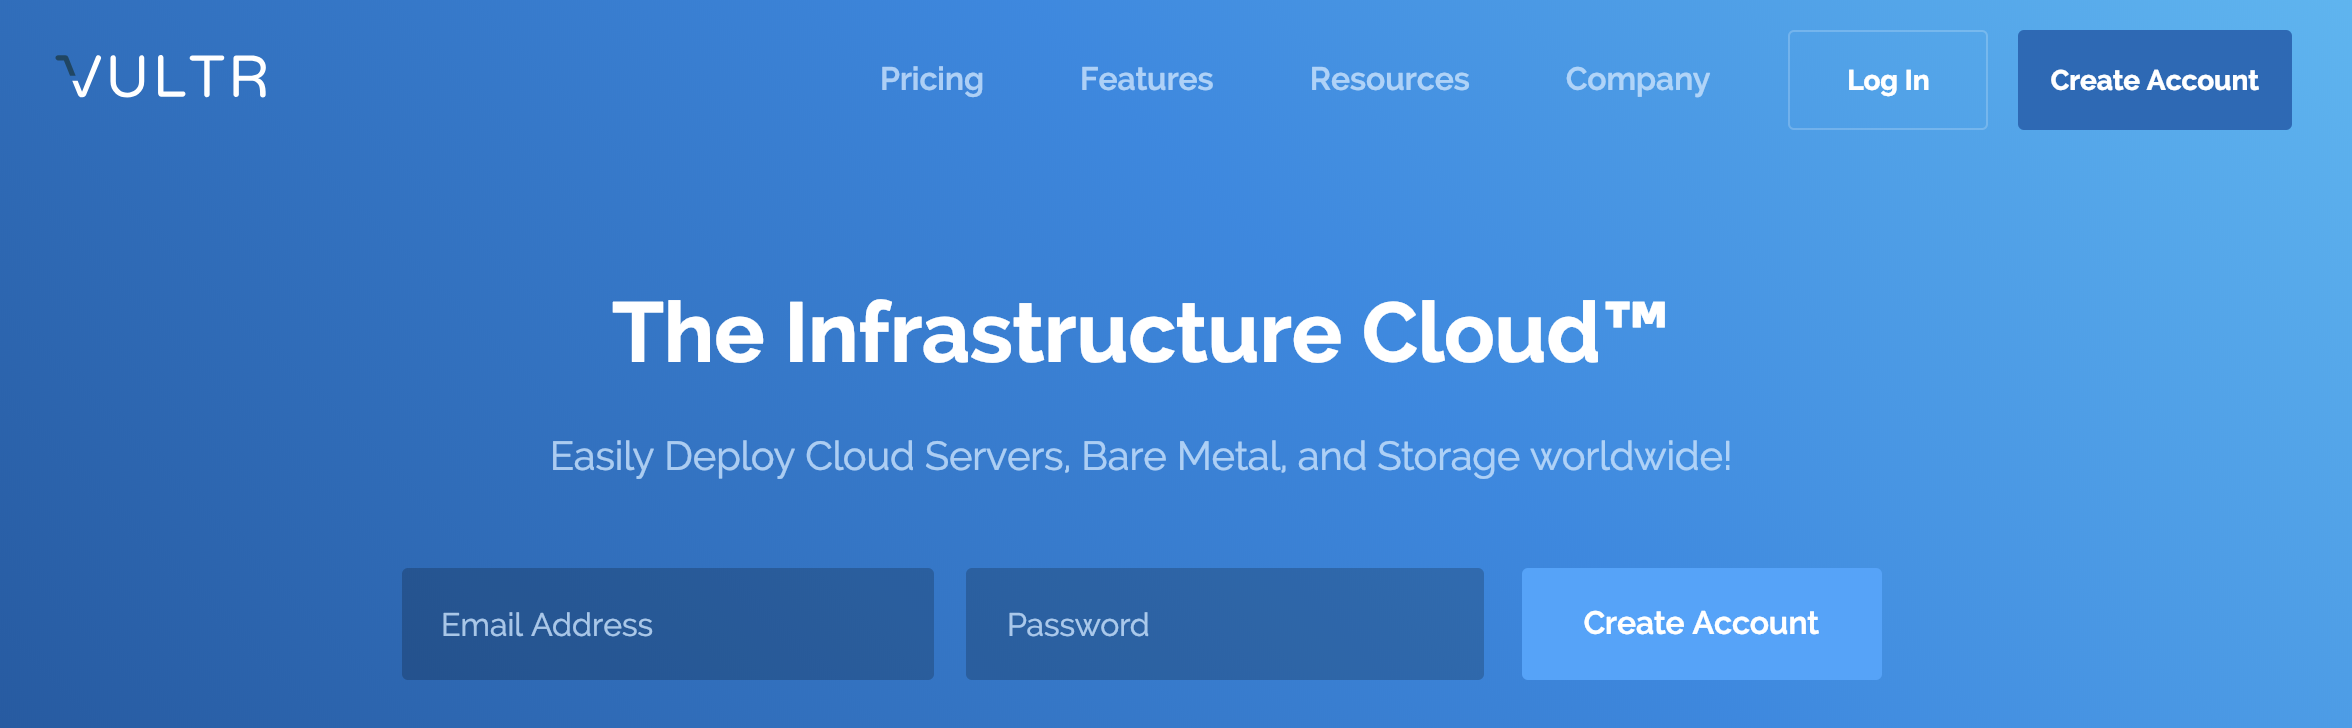 VULTR
Pricing Features Resources Company Log In Create Account
The Infrastructure Cloud™
Easily Deploy Cloud Servers, Bare Metal, and Storage worldwide!
Email Address Password Create Account